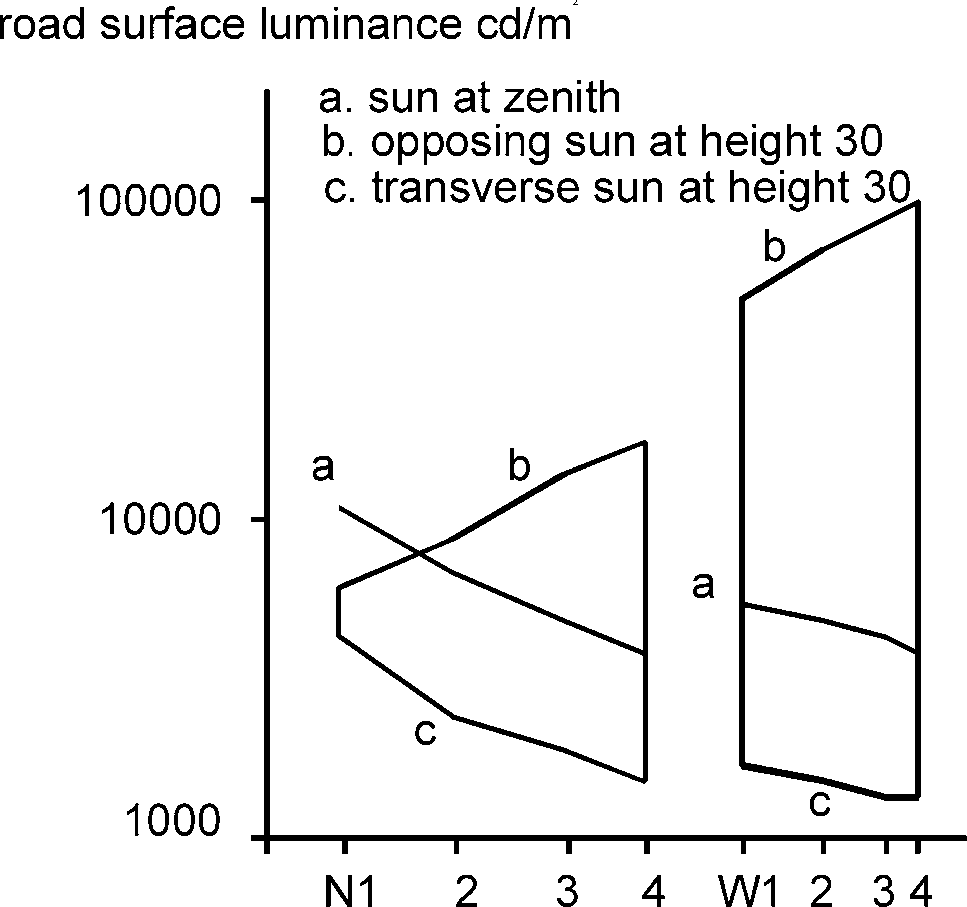 road surface luminance cd/m²
a. sun at zenith
b. opposing sun at height 30
c. transverse sun at height 30
100000
b
a
b
10000
a
c
c
1000
N1 2 3 4 W1 2 3 4